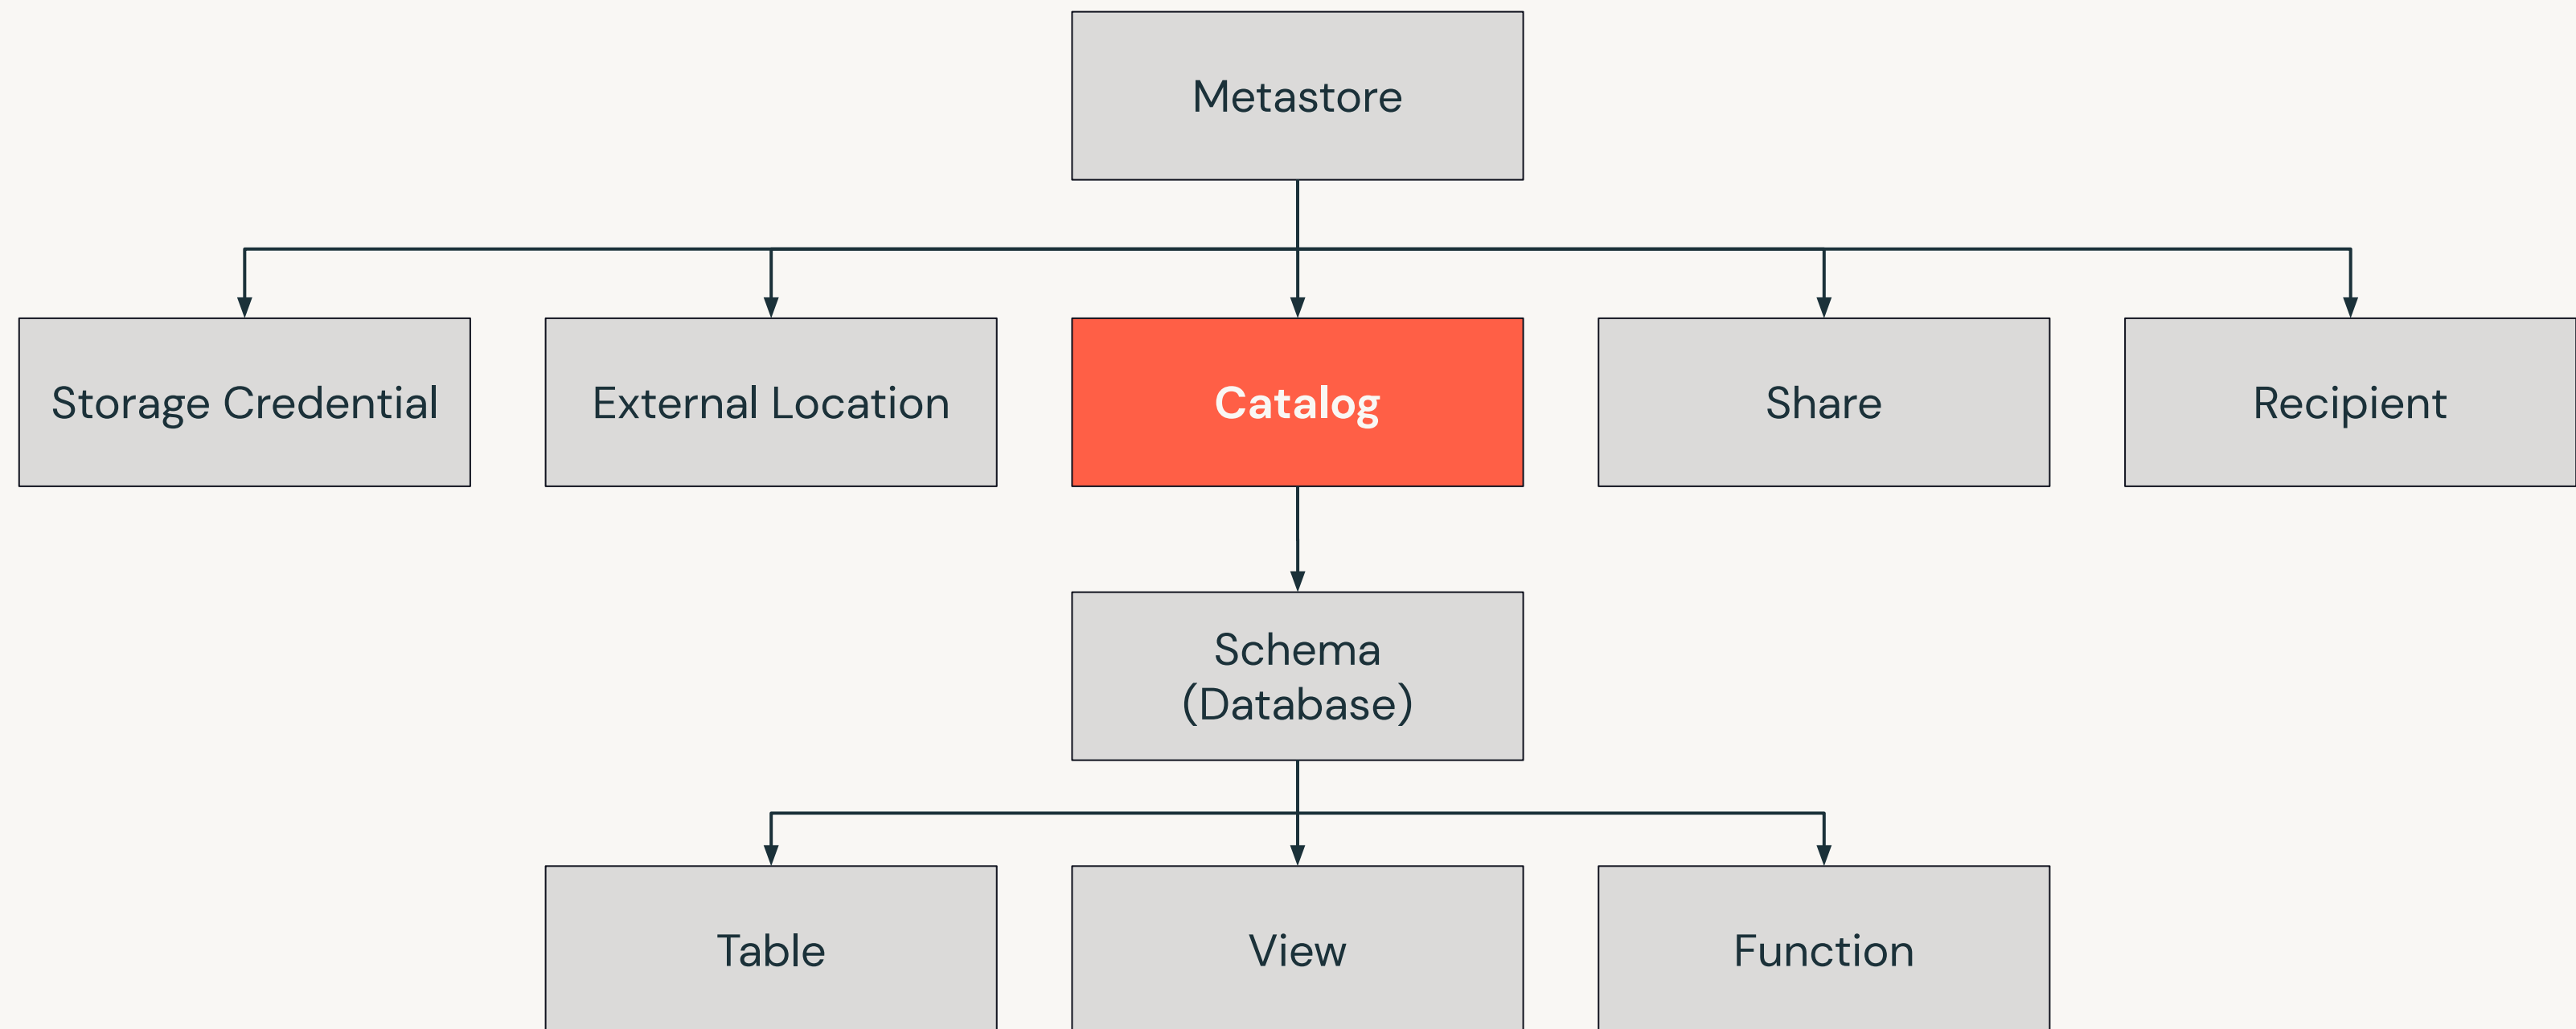 Metastore
Storage Credential
External Location
Catalog
Share
Recipient
Schema
(Database)
Table
View
Function